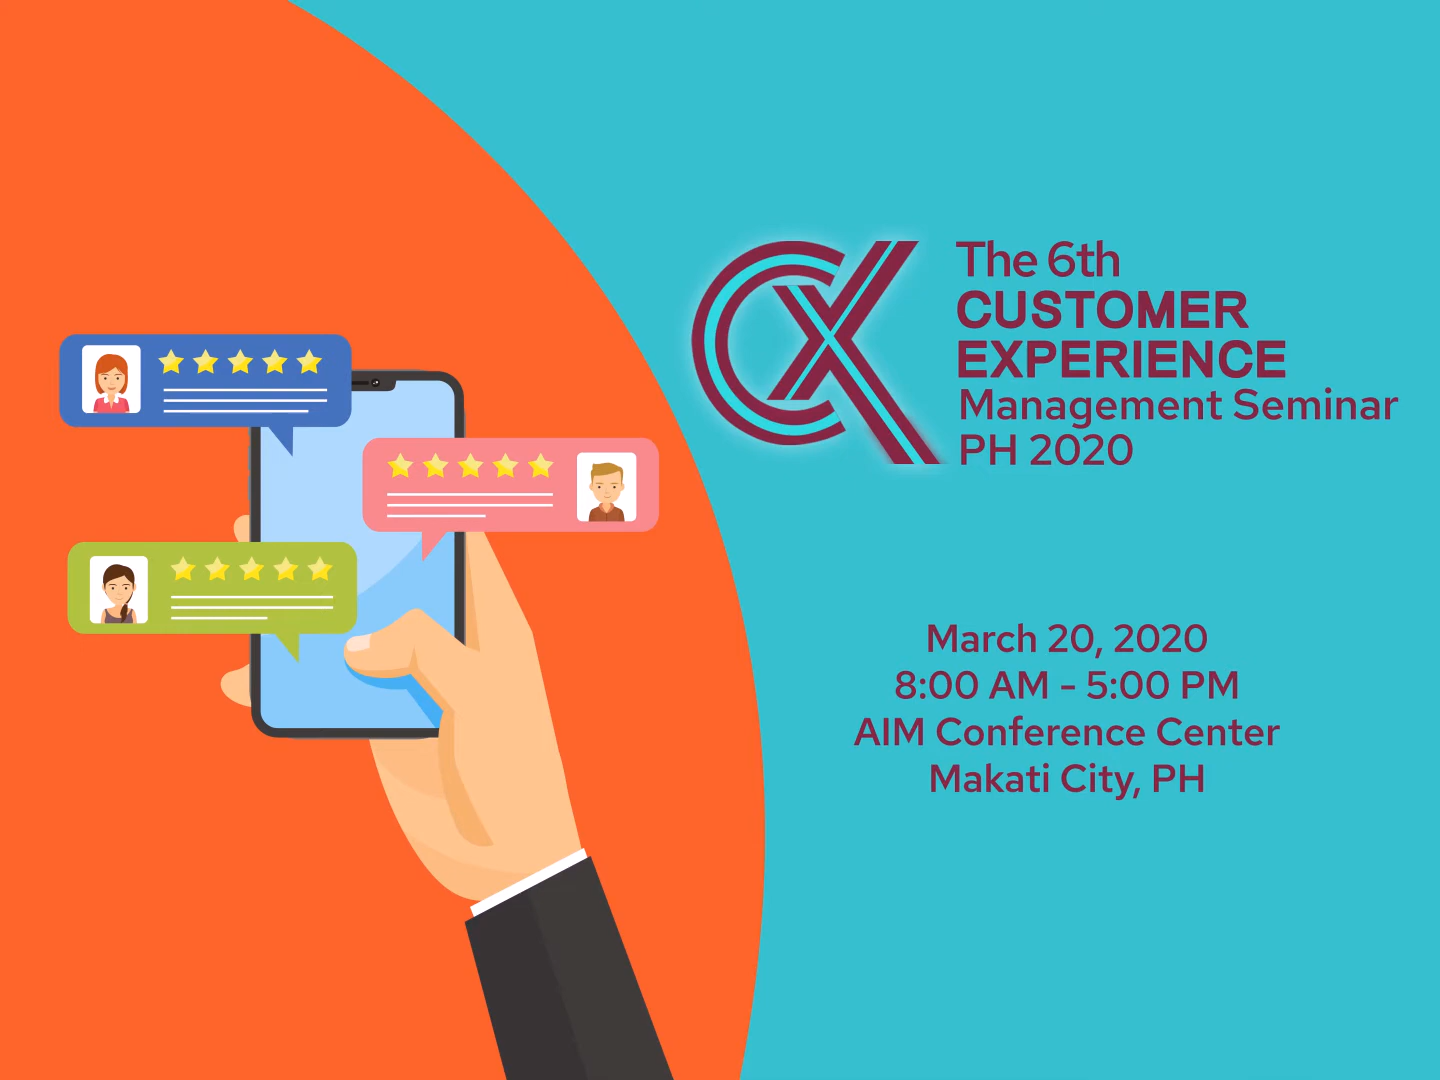 CX
The 6th
CUSTOMER
EXPERIENCE
Management Seminar
PH 2020
March 20, 2020
8:00 AM - 5:00 PM
AIM Conference Center
Makati City, PH